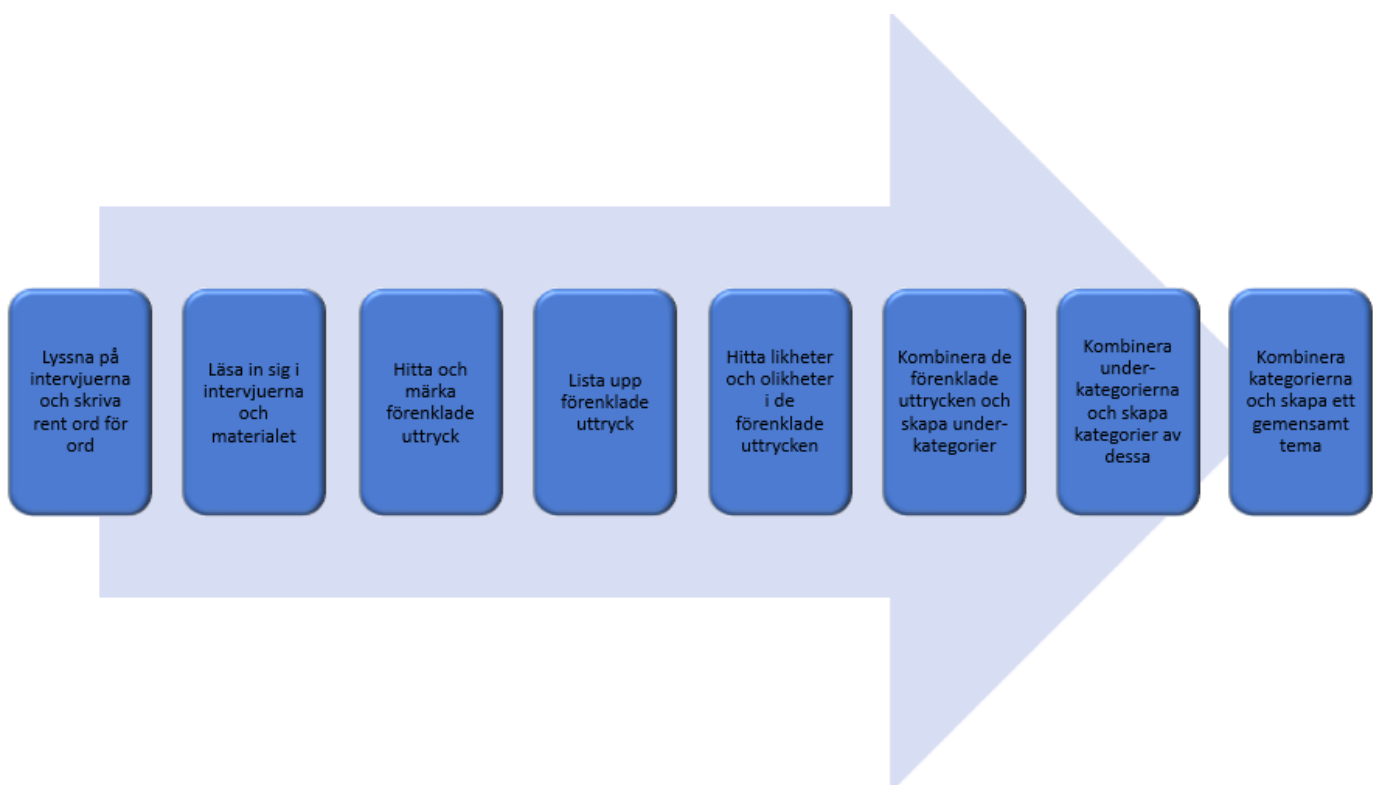 Lyssna på
intervjuerna
och skriva
rent ord för
ord
Läsa in sig i
intervjuerna
och
materialet
Hitta och
märka
förenklade
uttryck
Lista upp
förenklade
uttryck
Hitta likheter
och olikheter
i de
förenklade
uttrycken
Kombinera de
förenklade
uttrycken och
skapa under-
kategorier
Kombinera
under-
kategorierna
och skapa
kategorier av
dessa
Kombinera
kategorierna
och skapa ett
gemensamt
tema